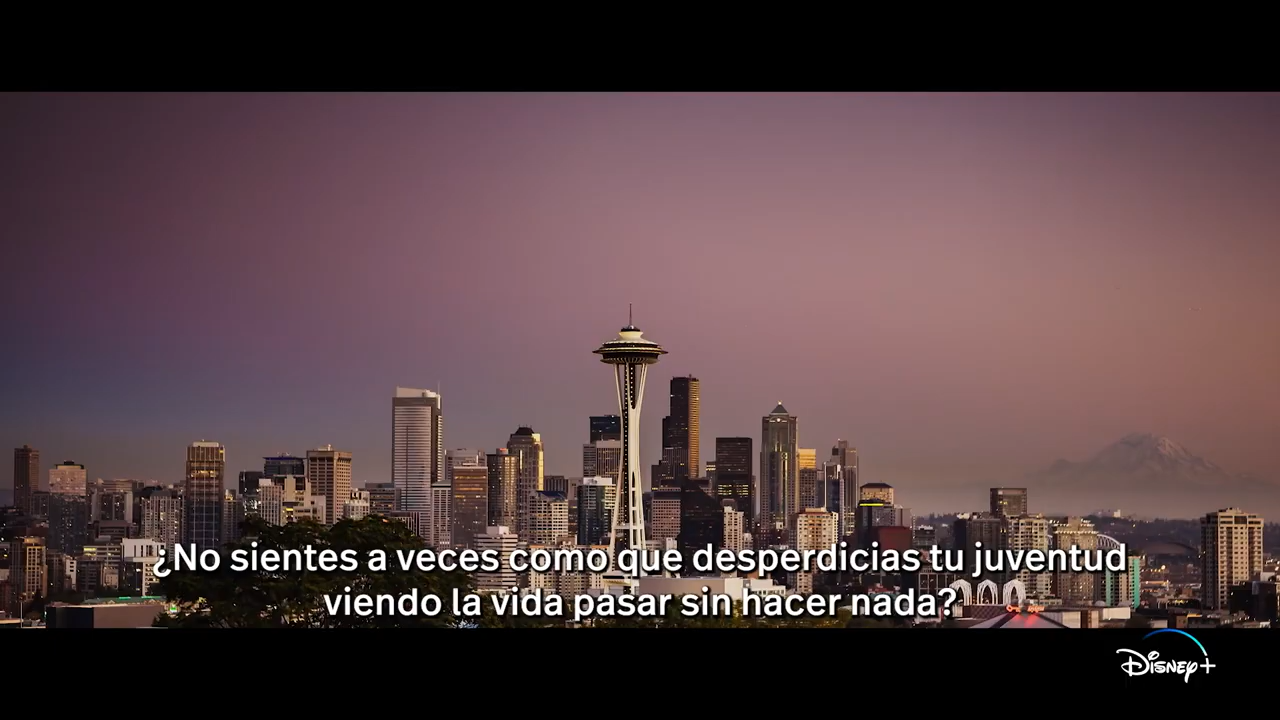 ¿No sientes a veces como que desperdicias tu juventud
viendo la vida pasar sin hacer nada?
Disney+